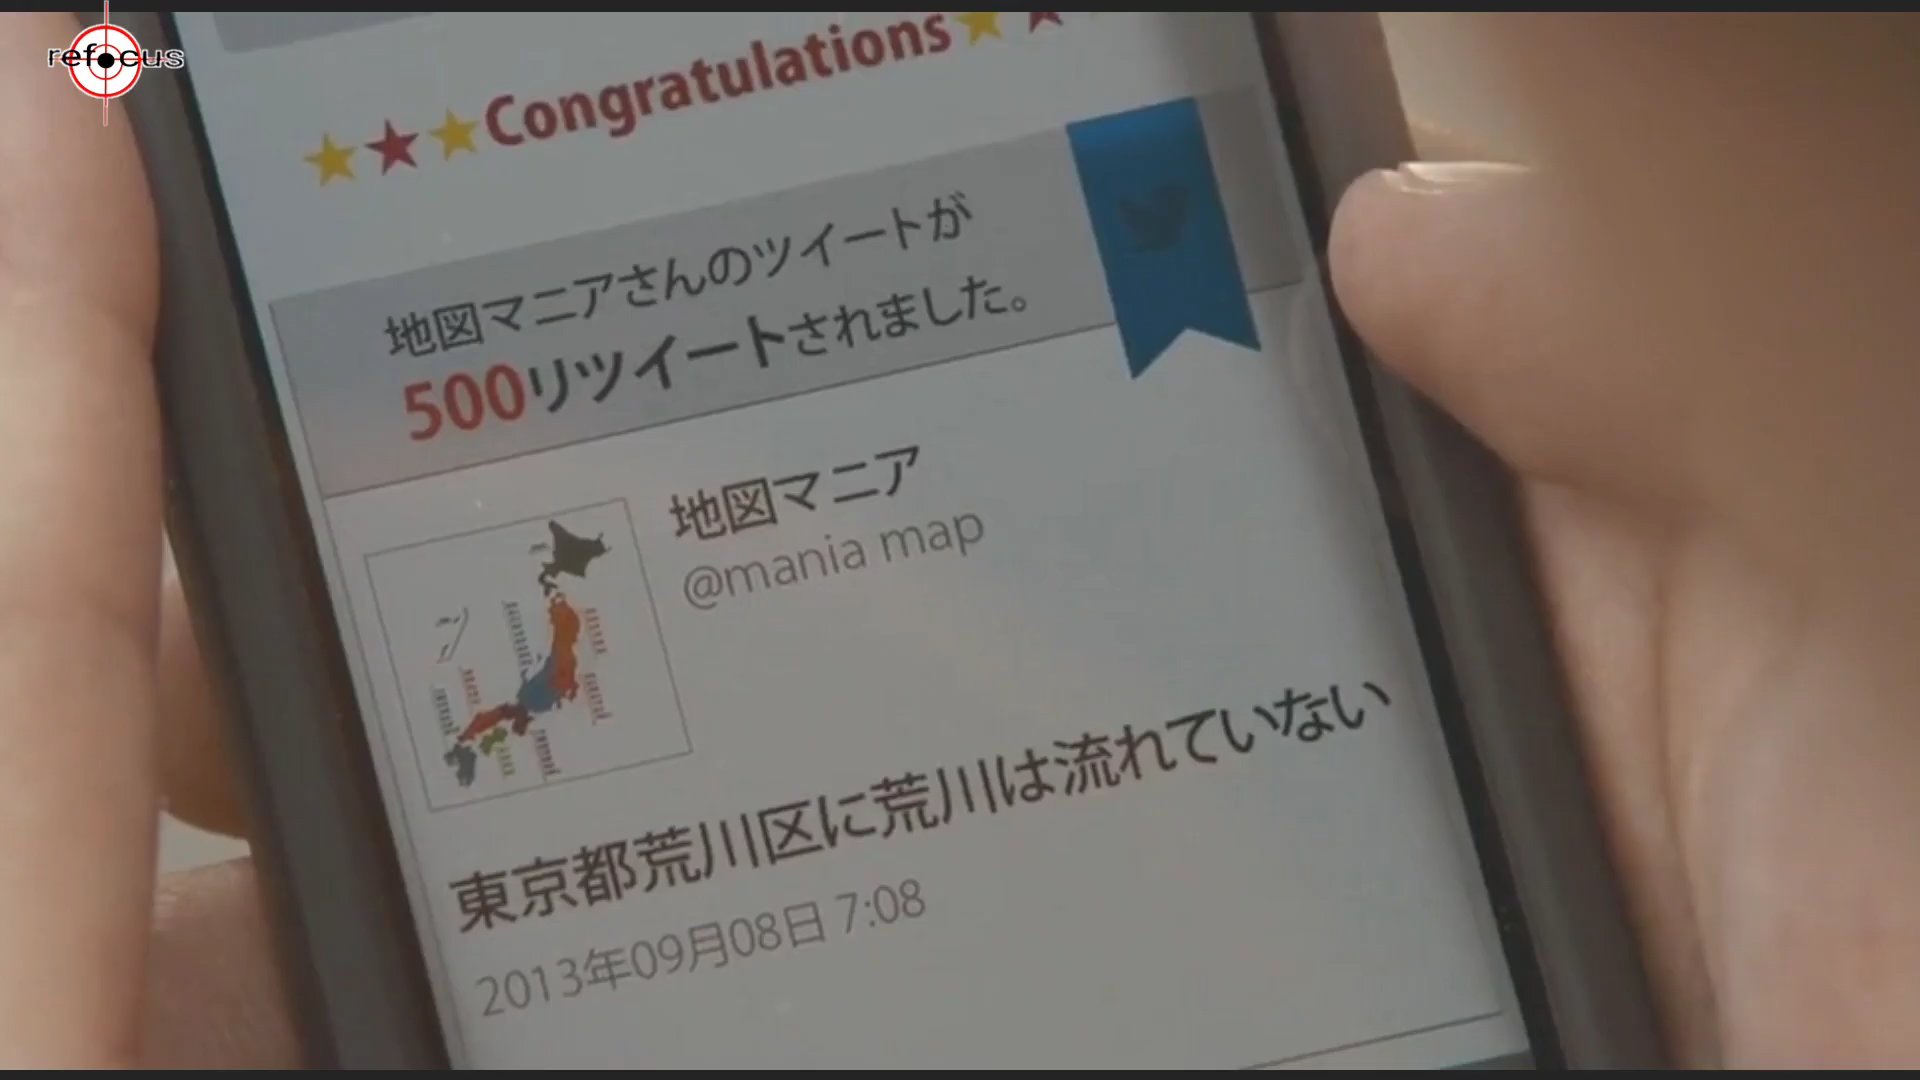 refocus
★★★Congratulations★★
地図マニアさんのツイートが
500リツイートされました。
地図マニア
@mania map
東京都荒川区に荒川は流れていない
2013年09月08日 7:08